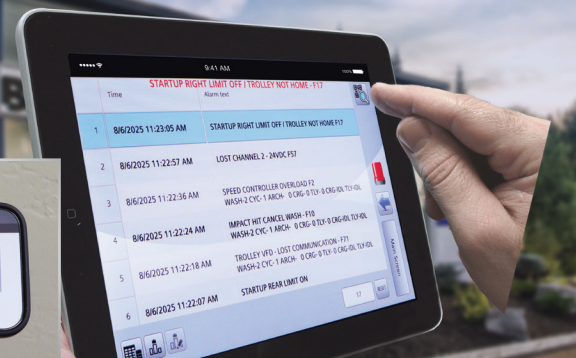 9:41 AM
100%
STARTUP RIGHT LIMIT OFF / TROLLEY NOT HOME - F17
Time Alarm text
1 8/6/2025 11:23:05 AM STARTUP RIGHT LIMIT OFF / TROLLEY NOT HOME F17
2 8/6/2025 11:22:57 AM LOST CHANNEL 2 - 24VDC F57
3 8/6/2025 11:22:36 AM SPEED CONTROLLER OVERLOAD F2
WASH-2 CYC- 1 ARCH- 0 CRG- 0 TLY- CRG-IDL TLY-IDL
4 8/6/2025 11:22:24 AM IMPACT HIT CANCEL WASH - F10
WASH-2 CYC- 1 ARCH- 0 CRG-0 TLY- CRG-IDL TLY-IDL
5 8/6/2025 11:22:18 AM TROLLEY VFD - LOST COMMUNICATION - F71
WASH-2 CYC- 1 ARCH- 0 CRG-0 TLY- CRG-IDL TLY-IDL
6 8/6/2025 11:22:07 AM STARTUP REAR LIMIT ON
Main Screen
17
B